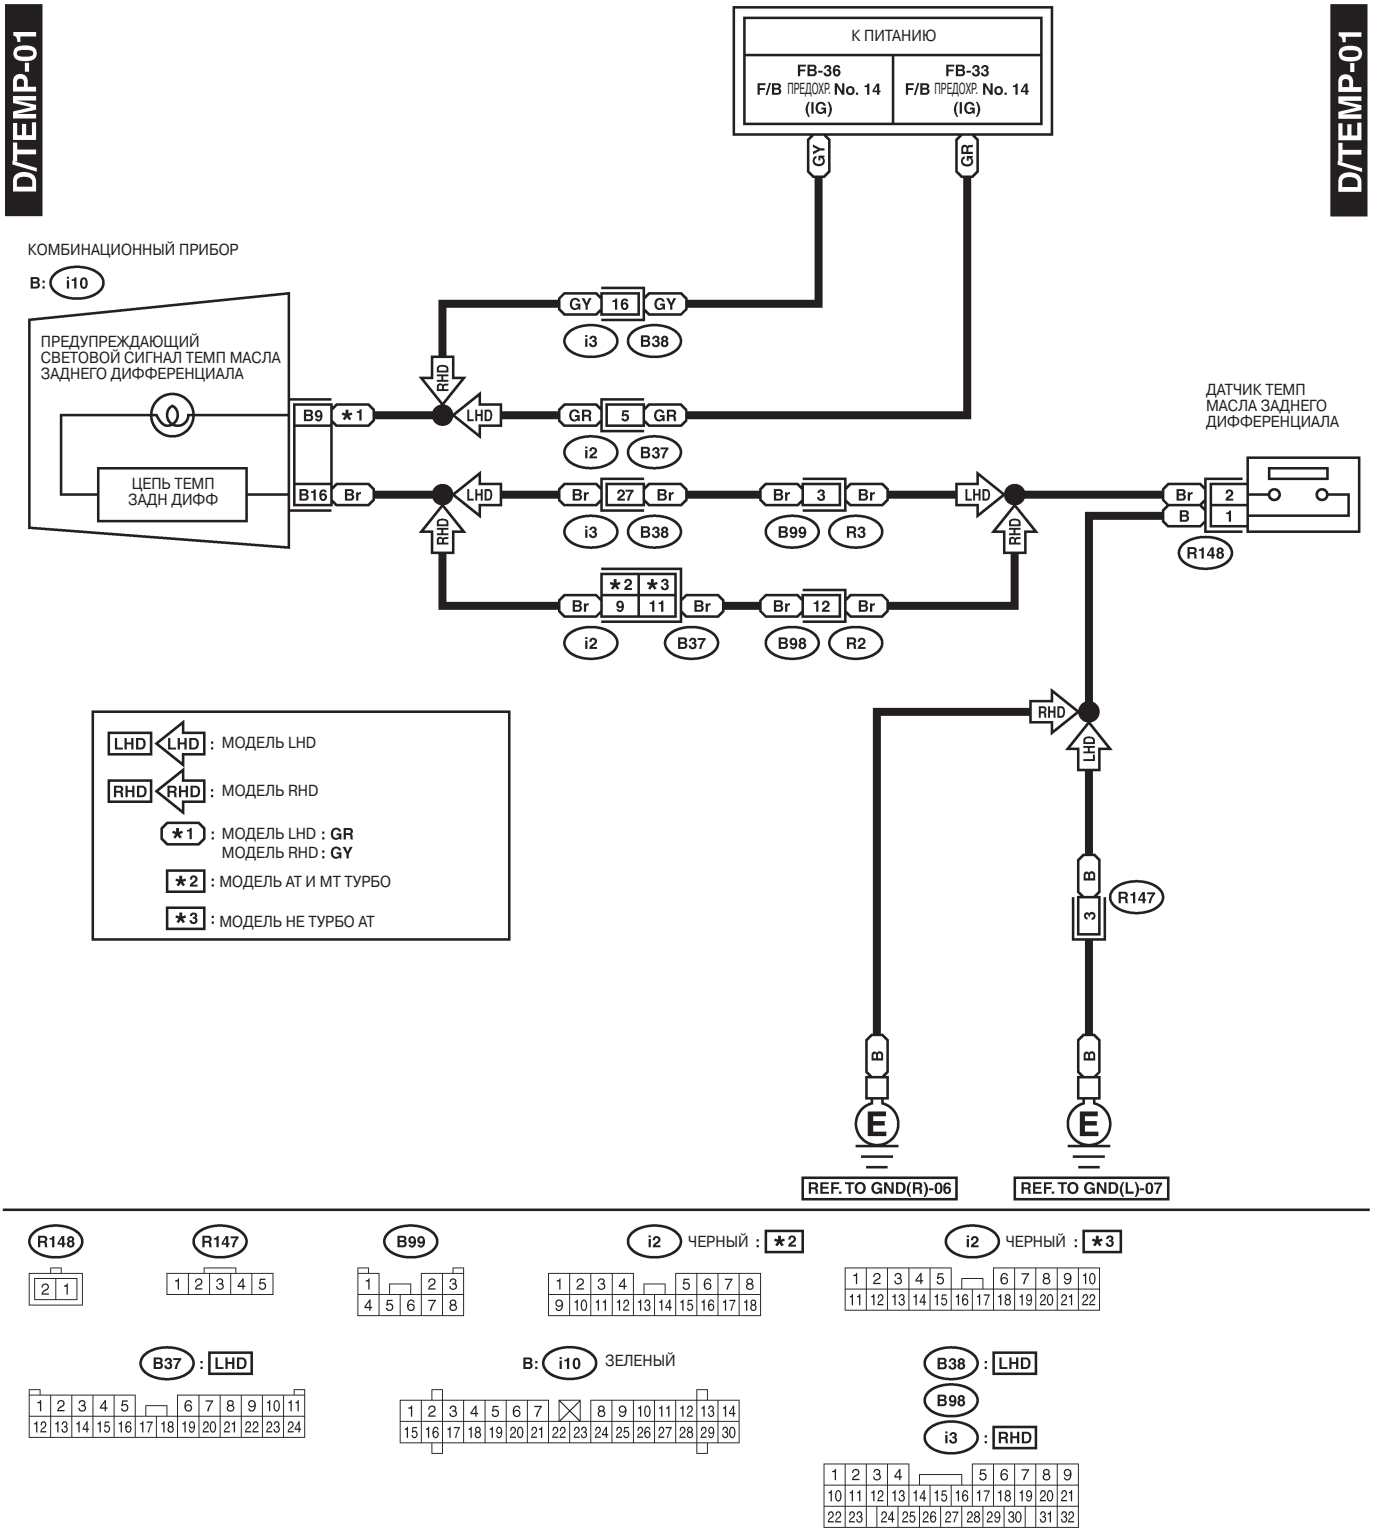 D/TEMP-01
D/TEMP-01
К ПИТАНИЮ
FB-36
F/B ПРЕДОХР. No. 14
(IG)
FB-33
F/B ПРЕДОХР. No. 14
(IG)
GY
GR
КОМБИНАЦИОННЫЙ ПРИБОР
B: i10
ПРЕДУПРЕЖДАЮЩИЙ
СВЕТОВОЙ СИГНАЛ ТЕМП МАСЛА
ЗАДНЕГО ДИФФЕРЕНЦИАЛА
ЦЕПЬ ТЕМП
ЗАДН ДИФФ
GY 16 GY
i3 B38
RHD
B9 *1 LHD GR 5 GR
i2 B37
ДАТЧИК ТЕМП
МАСЛА ЗАДНЕГО
ДИФФЕРЕНЦИАЛА
B16 Br LHD Br 27 Br Br 3 Br LHD Br 2
B 1
i3 B38 B99 R3 R148
RHD RHD
*2 *3
Br 9 11 Br Br 12 Br
i2 B37 B98 R2
RHD
LHD
LHD LHD : МОДЕЛЬ LHD
RHD RHD : МОДЕЛЬ RHD
*1 : МОДЕЛЬ LHD : GR
МОДЕЛЬ RHD : GY
*2 : МОДЕЛЬ АТ И МТ ТУРБО
*3 : МОДЕЛЬ НЕ ТУРБО АТ
B
3
R147
B B
E E
REF. TO GND(R)-06 REF. TO GND(L)-07
R148
2 1
R147
1 2 3 4 5
B99
1 2 3
4 5 6 7 8
i2 ЧЕРНЫЙ : *2
1 2 3 4 5 6 7 8
9 10 11 12 13 14 15 16 17 18
i2 ЧЕРНЫЙ : *3
1 2 3 4 5 6 7 8 9 10
11 12 13 14 15 16 17 18 19 20 21 22
B37 : LHD
1 2 3 4 5 6 7 8 9 10 11
12 13 14 15 16 17 18 19 20 21 22 23 24
B: i10 ЗЕЛЕНЫЙ
1 2 3 4 5 6 7 8 9 10 11 12 13 14
15 16 17 18 19 20 21 22 23 24 25 26 27 28 29 30
B38 : LHD
B98
i3 : RHD
1 2 3 4 5 6 7 8 9
10 11 12 13 14 15 16 17 18 19 20 21
22 23 24 25 26 27 28 29 30 31 32